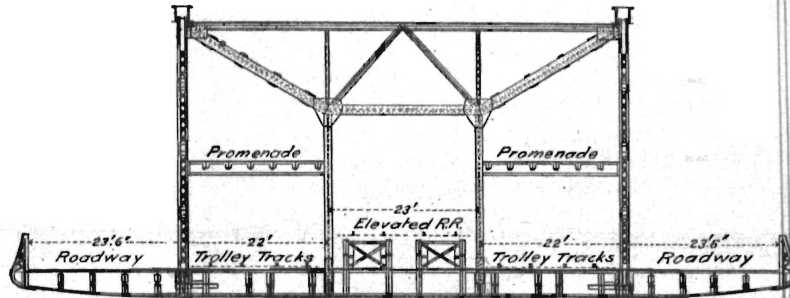 Promenade Promenade
23'
Elevated R.R.
23'6" 22' 22' 23'6"
Roadway Trolley Tracks Trolley Tracks Roadway